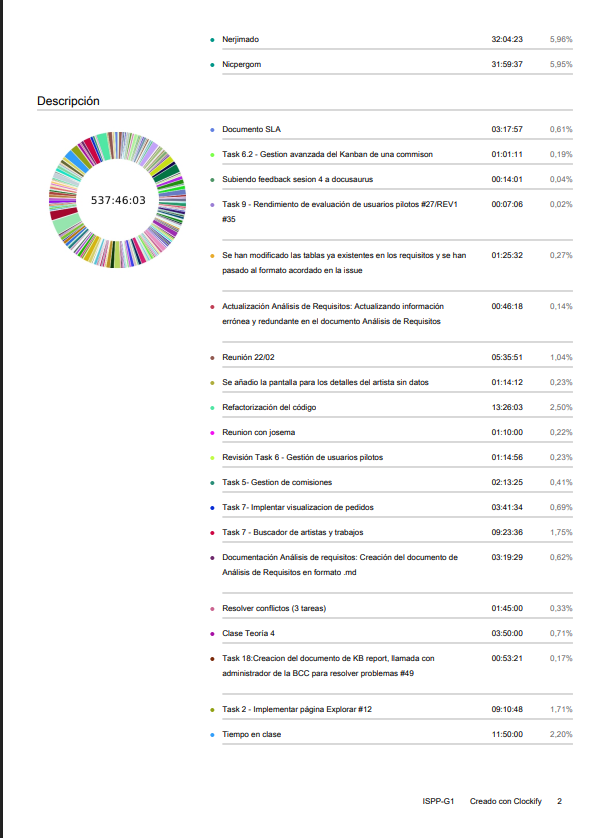 Nerjimado 32:04:23 5,96%
Nicpergom 31:59:37 5,95%
Descripción
537:46:03
Documento SLA 03:17:57 0,61%
Task 6.2 - Gestion avanzada del Kanban de una commison 01:01:11 0,19%
Subiendo feedback sesion 4 a docusaurus 00:14:01 0,04%
Task 9 - Rendimiento de evaluación de usuarios pilotos #27/REV1 00:07:06 0,02%
#35
Se han modificado las tablas ya existentes en los requisitos y se han 01:25:32 0,27%
pasado al formato acordado en la issue
Actualización Análisis de Requisitos: Actualizando información 00:46:18 0,14%
errónea y redundante en el documento Análisis de Requisitos
Reunión 22/02 05:35:51 1,04%
Se añadio la pantalla para los detalles del artista sin datos 01:14:12 0,23%
Refactorización del código 13:26:03 2,50%
Reunion con josema 01:10:00 0,22%
Revisión Task 6 - Gestión de usuarios pilotos 01:14:56 0,23%
Task 5- Gestion de comisiones 02:13:25 0,41%
Task 7- Implentar visualizacion de pedidos 03:41:34 0,69%
Task 7 - Buscador de artistas y trabajos 09:23:36 1,75%
Documentación Análisis de requisitos: Creación del documento de 03:19:29 0,62%
Análisis de Requisitos en formato .md
Resolver conflictos (3 tareas) 01:45:00 0,33%
Clase Teoría 4 03:50:00 0,71%
Task 18:Creacion del documento de KB report, llamada con 00:53:21 0,17%
administrador de la BCC para resolver problemas #49
Task 2 - Implementar página Explorar #12 09:10:48 1,71%
Tiempo en clase 11:50:00 2,20%
ISPP-G1 Creado con Clockify 2